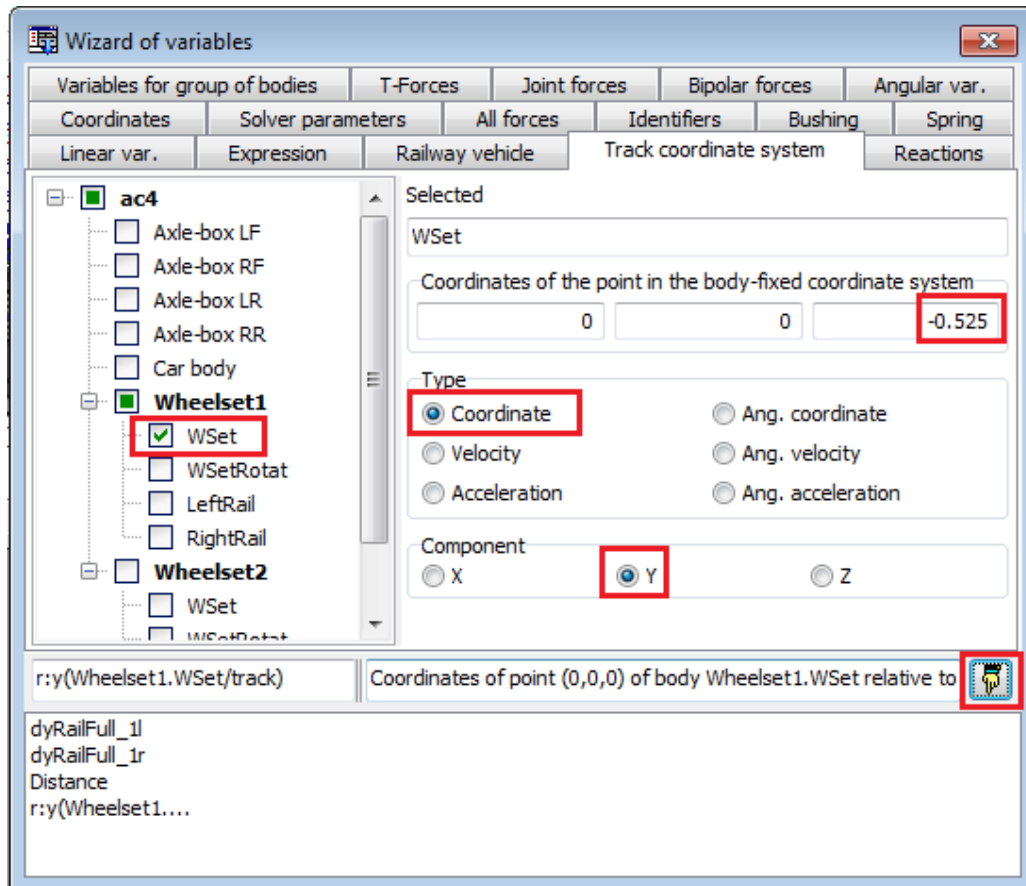 Wizard of variables
Variables for group of bodies T-Forces Joint forces Bipolar forces Angular var.
Coordinates Solver parameters All forces Identifiers Bushing Spring
Linear var. Expression Railway vehicle Track coordinate system Reactions
ac4
Axle-box LF
Axle-box RF
Axle-box LR
Axle-box RR
Car body
Wheelset1
WSet
WSetRotat
LeftRail
RightRail
Wheelset2
WSet
WSetRotat
Selected
WSet
Coordinates of the point in the body-fixed coordinate system
0 0 -0.525
Type
Coordinate Ang. coordinate
Velocity Ang. velocity
Acceleration Ang. acceleration
Component
X Y Z
r:y(Wheelset1.WSet/track) Coordinates of point (0,0,0) of body Wheelset1.WSet relative to
dyRailFull_1l
dyRailFull_1r
Distance
r:y(Wheelset1....